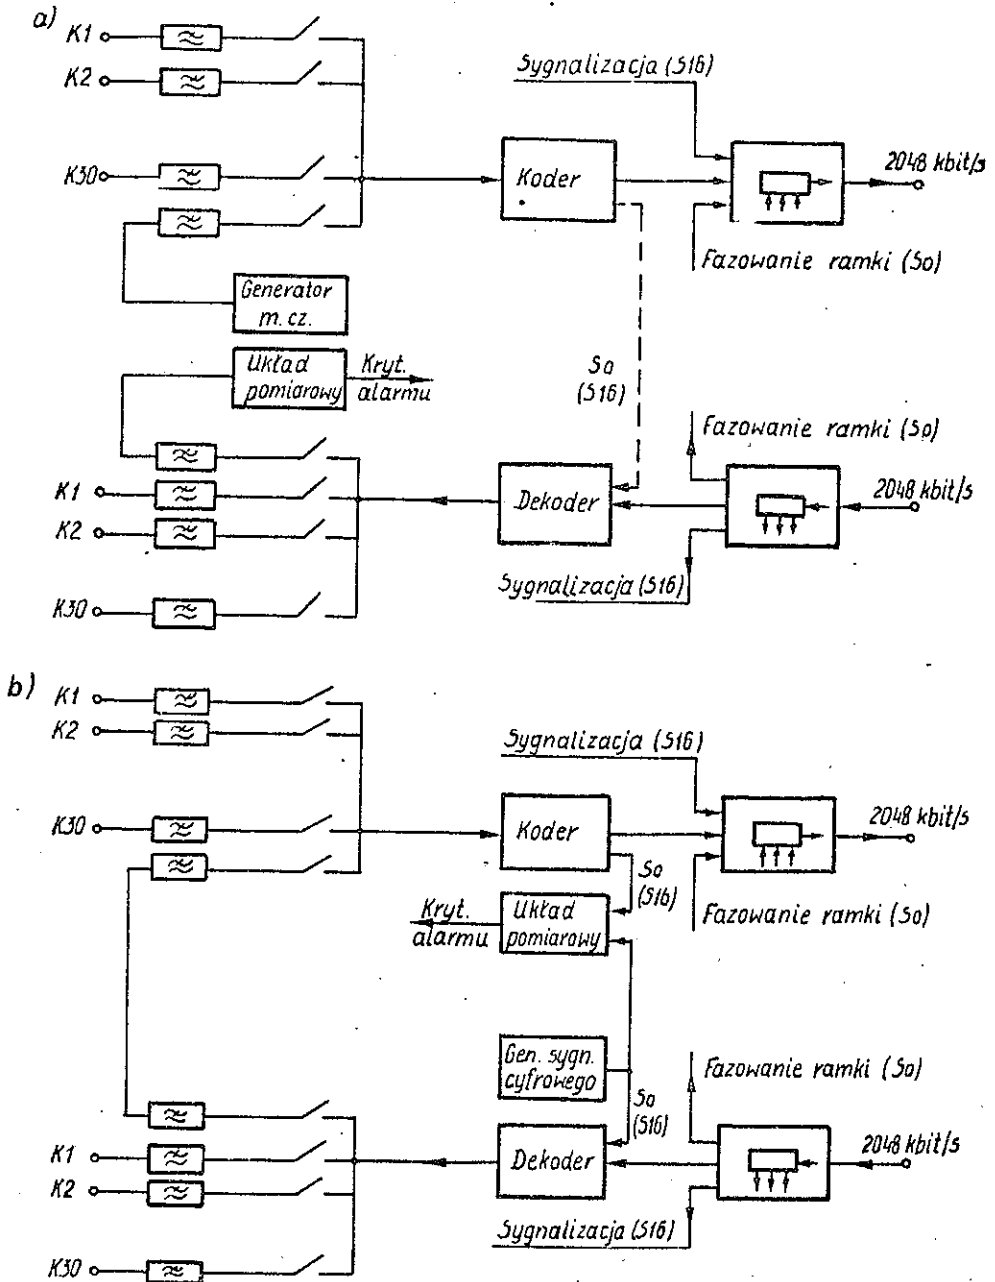 a)
K1
K2
Sygnalizacja (S16)
K30
Koder
2048 kbit/s
Fazowanie ramki (So)
Generator
m. cz.
Układ
pomiarowy
Kryt.
alarmu
So
(S16)
Fazowanie ramki (So)
K1
K2
Dekoder
2048 kbit/s
Sygnalizacja (S16)
K30
b)
K1
K2
Sygnalizacja (S16)
K30
Koder
2048 kbit/s
So
(S16)
Kryt.
alarmu
Układ
pomiarowy
Fazowanie ramki (So)
Gen. sygn.
cyfrowego
So
(S16)
Fazowanie ramki (So)
K1
K2
Dekoder
2048 kbit/s
Sygnalizacja (S16)
K30